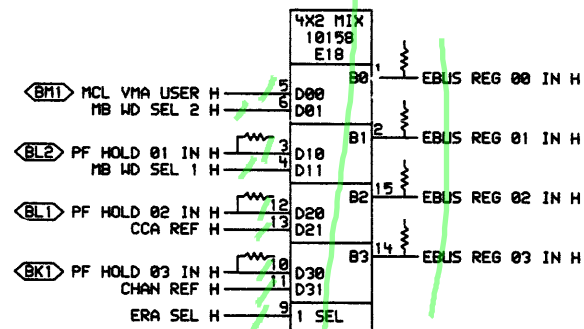 4X2 MIX
10158
E18
B0 1 EBUS REG 00 IN H
BM1 MCL VMA USER H 5 D00
MB WD SEL 2 H 6 D01
B1 2 EBUS REG 01 IN H
BL2 PF HOLD 01 IN H 3 D10
MB WD SEL 1 H 4 D11
B2 15 EBUS REG 02 IN H
BL1 PF HOLD 02 IN H 12 D20
CCA REF H 13 D21
B3 14 EBUS REG 03 IN H
BK1 PF HOLD 03 IN H 10 D30
CHAN REF H 11 D31
ERA SEL H 9 1 SEL